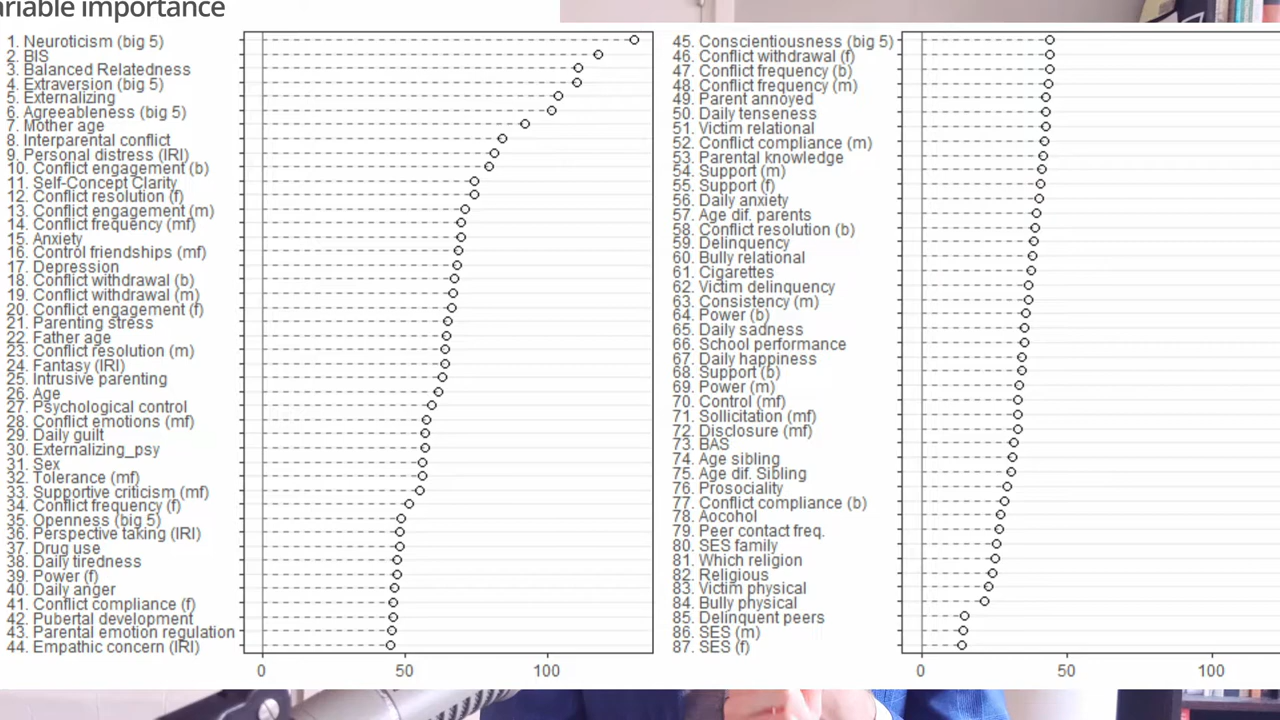 ariable importance
1. Neuroticism (big 5)
2. BIS
3. Balanced Relatedness
4. Extraversion (big 5)
5. Externalizing
6. Agreeableness (big 5)
7. Mother age
8. Interparental conflict
9. Personal distress (IRI)
10. Conflict engagement (b)
11. Self-Concept Clarity
12. Conflict resolution (f)
13. Conflict engagement (m)
14. Conflict frequency (mf)
15. Anxiety
16. Control friendships (mf)
17. Depression
18. Conflict withdrawal (b)
19. Conflict withdrawal (m)
20. Conflict engagement (f)
21. Parenting stress
22. Father age
23. Conflict resolution (m)
24. Fantasy (IRI)
25. Intrusive parenting
26. Age
27. Psychological control
28. Conflict emotions (mf)
29. Daily guilt
30. Externalizing_psy
31. Sex
32. Tolerance (mf)
33. Supportive criticism (mf)
34. Conflict frequency (f)
35. Openness (big 5)
36. Perspective taking (IRI)
37. Drug use
38. Daily tiredness
39. Power (f)
40. Daily anger
41. Conflict compliance (f)
42. Pubertal development
43. Parental emotion regulation
44. Empathic concern (IRI)
0 50 100
45. Conscientiousness (big 5)
46. Conflict withdrawal (f)
47. Conflict frequency (b)
48. Conflict frequency (m)
49. Parent annoyed
50. Daily tenseness
51. Victim relational
52. Conflict compliance (m)
53. Parental knowledge
54. Support (m)
55. Support (f)
56. Daily anxiety
57. Age dif. parents
58. Conflict resolution (b)
59. Delinquency
60. Bully relational
61. Cigarettes
62. Victim delinquency
63. Consistency (m)
64. Power (b)
65. Daily sadness
66. School performance
67. Daily happiness
68. Support (b)
69. Power (m)
70. Control (mf)
71. Sollicitation (mf)
72. Disclosure (mf)
73. BAS
74. Age sibling
75. Age dif. Sibling
76. Prosociality
77. Conflict compliance (b)
78. Aocohol
79. Peer contact freq.
80. SES family
81. Which religion
82. Religious
83. Victim physical
84. Bully physical
85. Delinquent peers
86. SES (m)
87. SES (f)
0 50 100